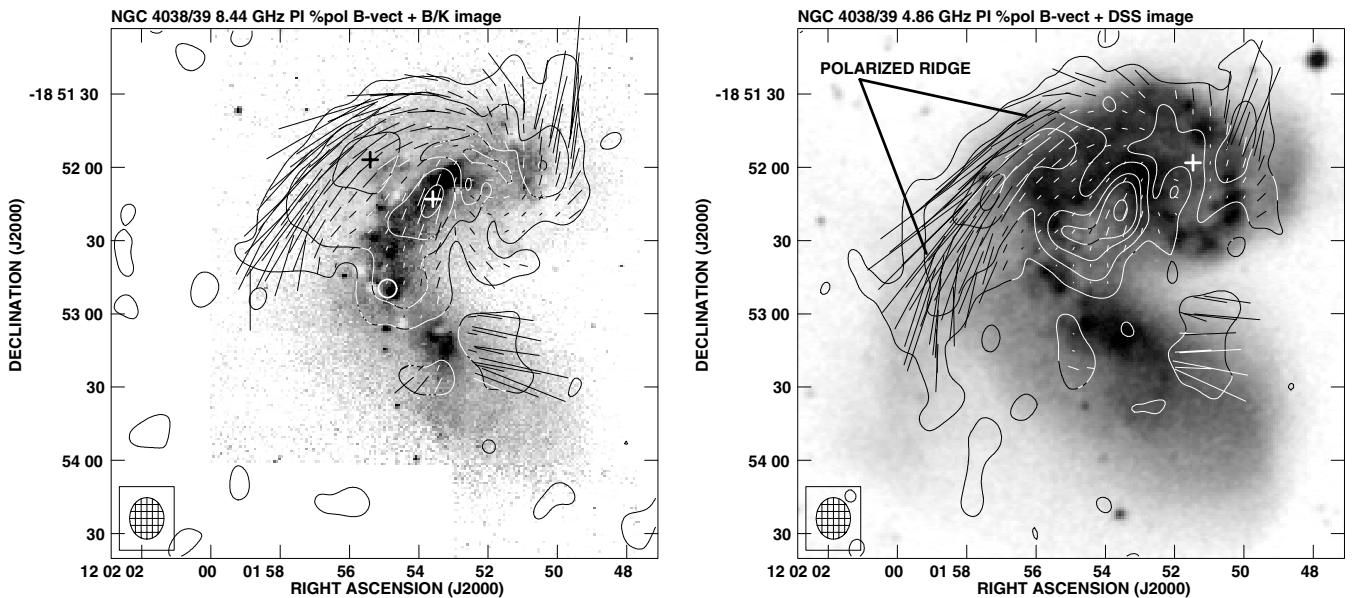 NGC 4038/39 8.44 GHz PI %pol B-vect + B/K image
DECLINATION (J2000)
-18 51 30
52 00
30
53 00
30
54 00
30
12 02 02 00 01 58 56 54 52 50 48
RIGHT ASCENSION (J2000)
NGC 4038/39 4.86 GHz PI %pol B-vect + DSS image
POLARIZED RIDGE
DECLINATION (J2000)
-18 51 30
52 00
30
53 00
30
54 00
30
12 02 02 00 01 58 56 54 52 50 48
RIGHT ASCENSION (J2000)